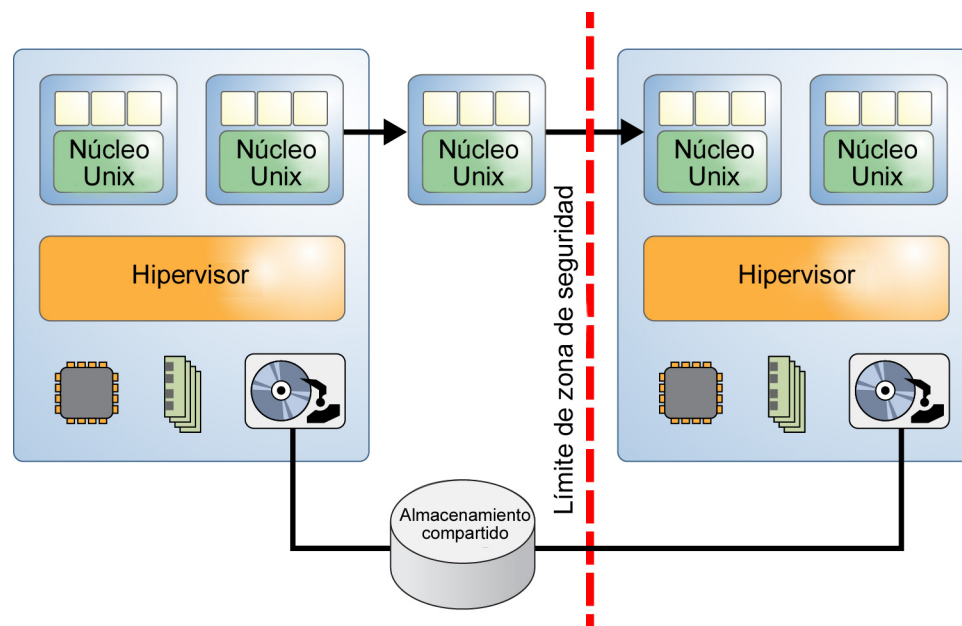 Núcleo
Unix
Núcleo
Unix
Núcleo
Unix
Núcleo
Unix
Núcleo
Unix
Hipervisor
Hipervisor
Límite de zona de seguridad
Almacenamiento
compartido